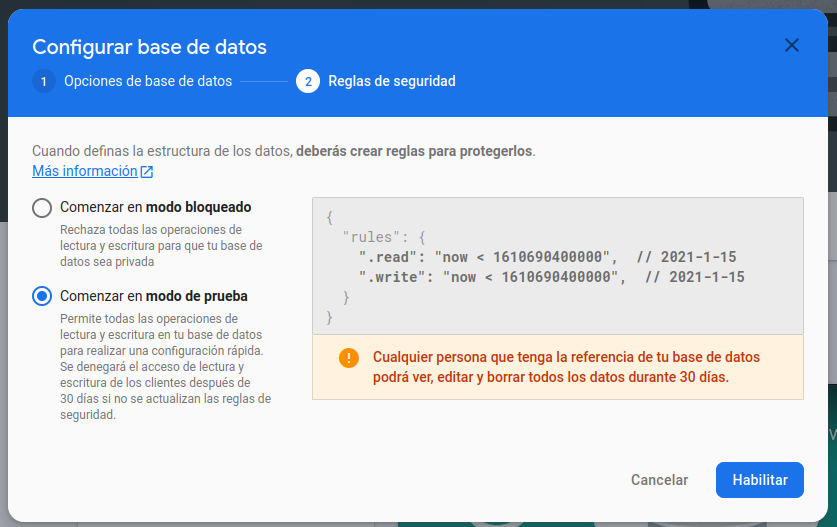 Configurar base de datos
1 Opciones de base de datos
2 Reglas de seguridad
Cuando definas la estructura de los datos, deberás crear reglas para protegerlos.
Más información
Comenzar en modo bloqueado
Rechaza todas las operaciones de
lectura y escritura para que tu base de
datos sea privada
Comenzar en modo de prueba
Permite todas las operaciones de
lectura y escritura en tu base de datos
para realizar una configuración rápida.
Se denegará el acceso de lectura y
escritura de los clientes después de
30 días si no se actualizan las reglas de
seguridad.
{
"rules": {
".read": "now < 1610690400000", // 2021-1-15
".write": "now < 1610690400000", // 2021-1-15
}
}
Cualquier persona que tenga la referencia de tu base de datos
podrá ver, editar y borrar todos los datos durante 30 días.
Cancelar
Habilitar